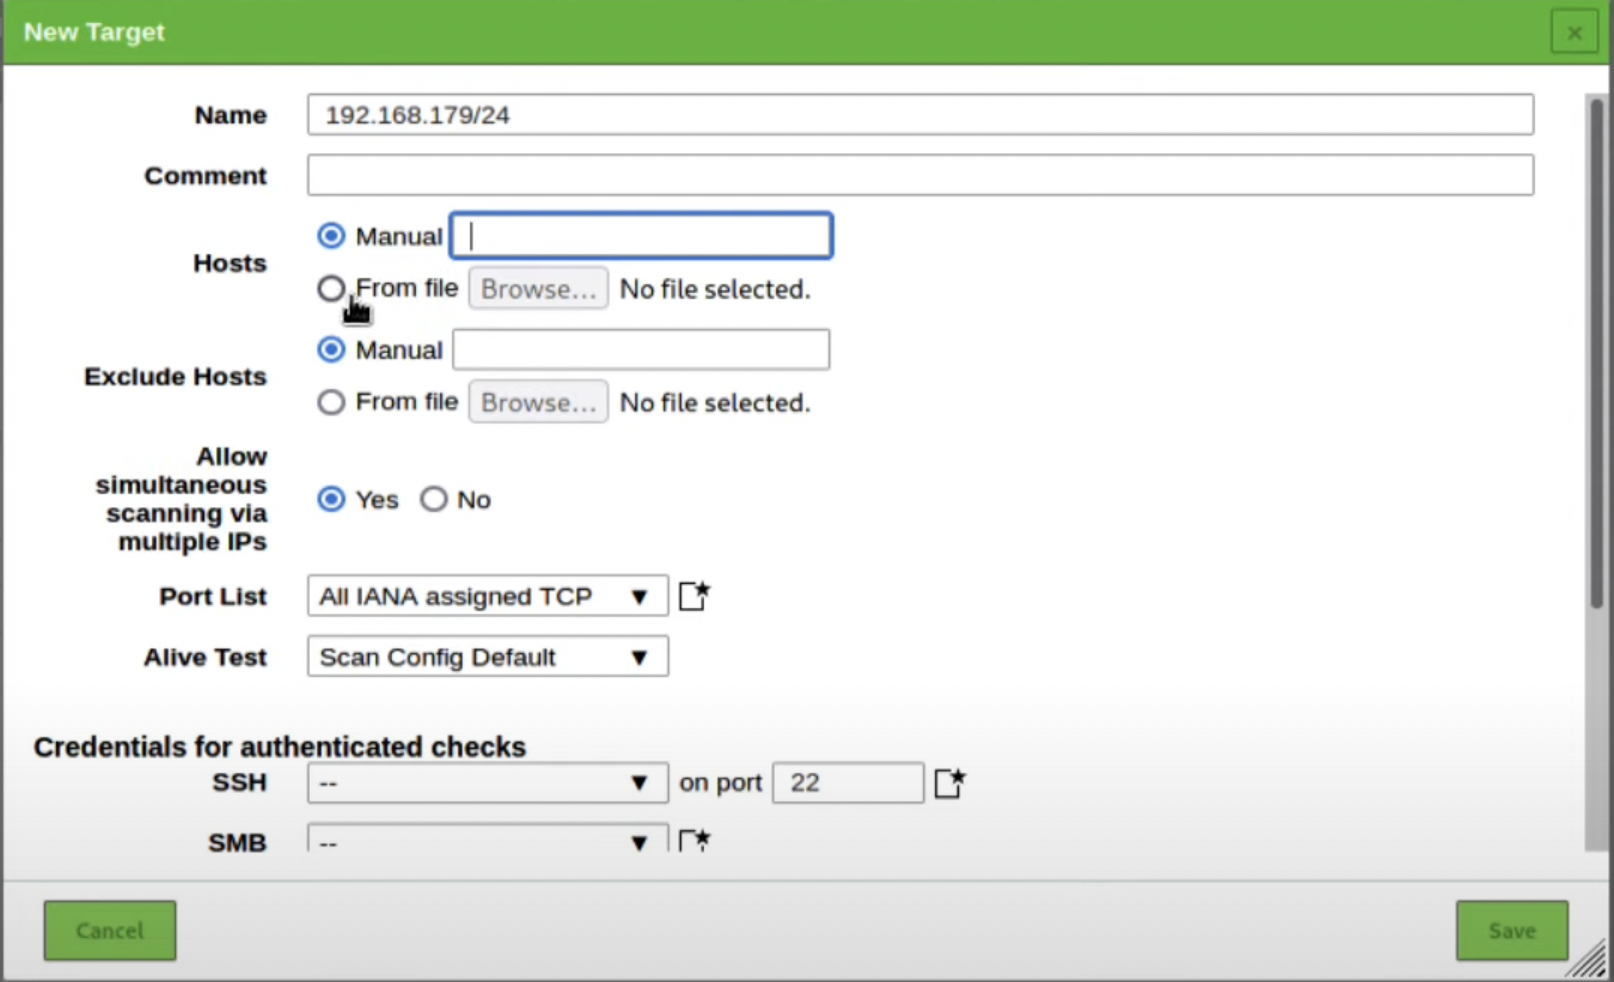 New Target
×
Name 192.168.179/24
Comment
Hosts
Manual
From file Browse... No file selected.
Exclude Hosts
Manual
From file Browse... No file selected.
Allow
simultaneous
scanning via
multiple IPs
Yes No
Port List All IANA assigned TCP ▼
Alive Test Scan Config Default ▼
Credentials for authenticated checks
SSH -- ▼ on port 22
SMB -- ▼
Cancel Save